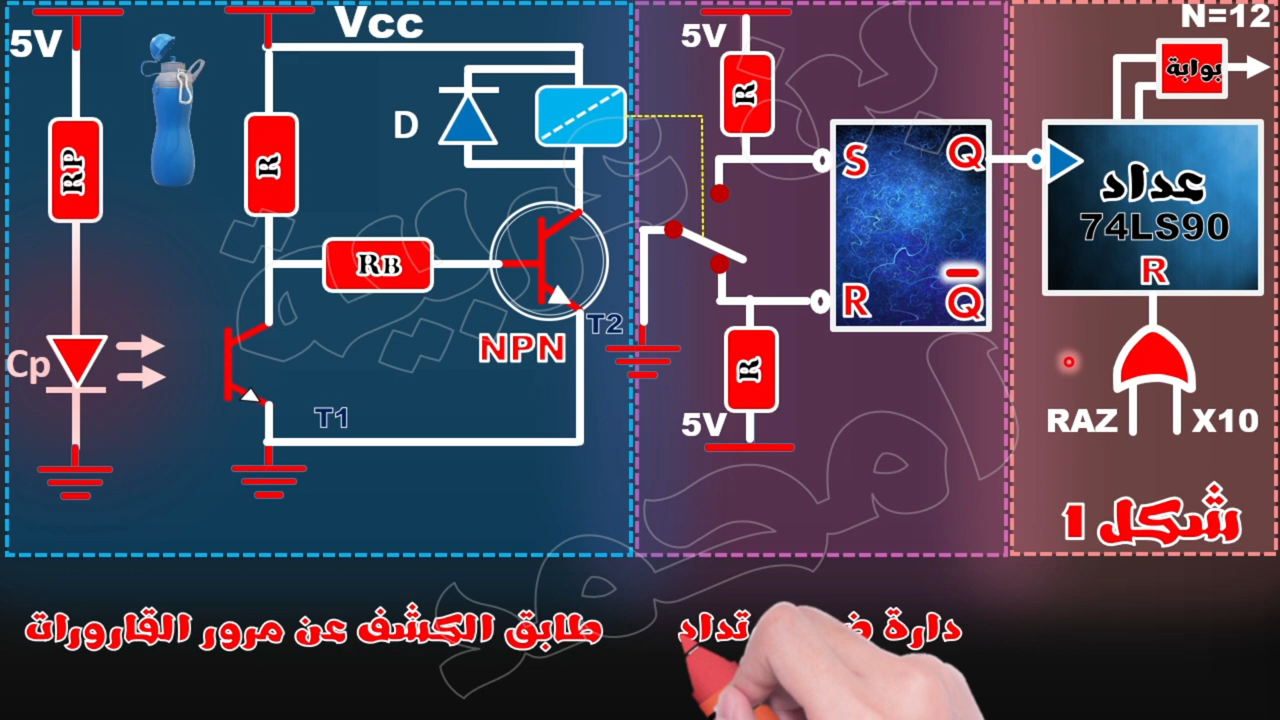 5V
Vcc
5V
N=12
RP
R
D
R
بوابة
S
Q
عداد
74LS90
R
RB
R
Q
T2
NPN
Cp
R
T1
5V
RAZ
X10
شكل 1
طابق الكشف عن مرور القارورات
دارة
تداد